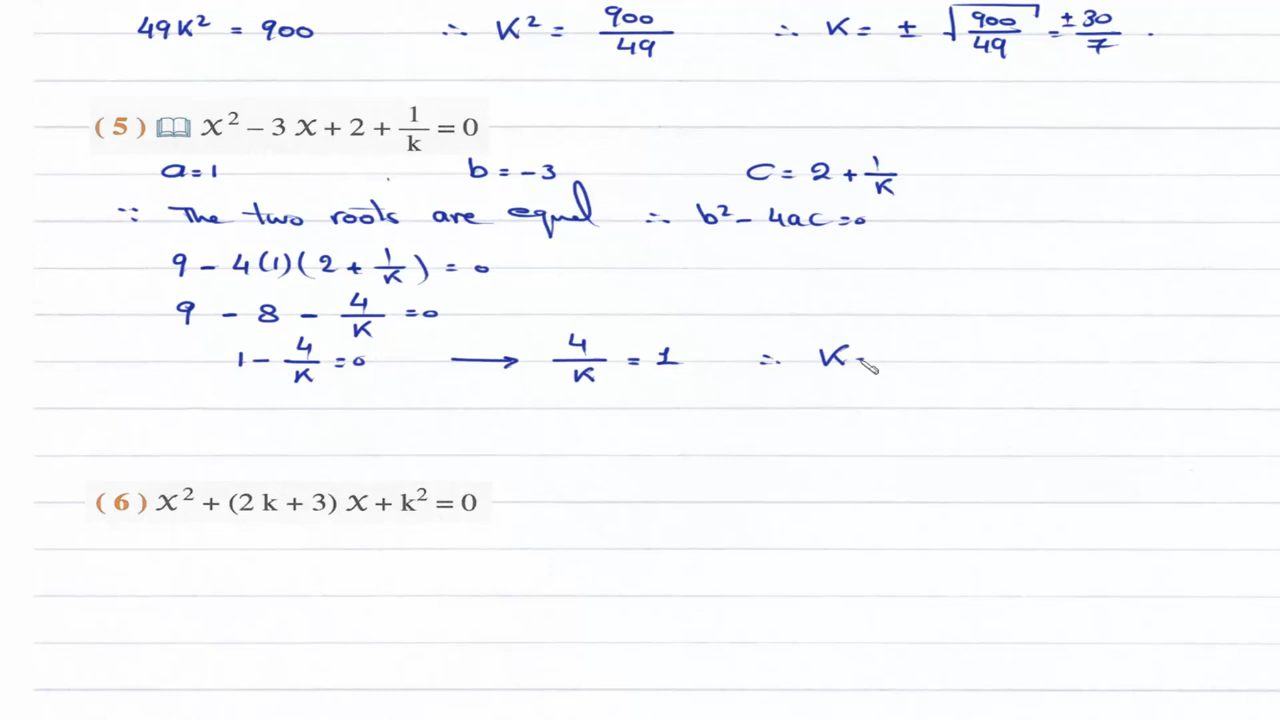 49K² = 900 ∴ K² = 900/49 ∴ K = ± √(900/49) = ±30/7 .
(5) x² – 3 x + 2 + 1/k = 0
a = 1 b = -3 C = 2 + 1/K
∵ The two roots are equal ∴ b² - 4ac = 0
9 - 4(1)(2 + 1/K) = 0
9 - 8 - 4/K = 0
1 - 4/K = 0 ⟶ 4/K = 1 ∴ K -
(6) x² + (2 k + 3) x + k² = 0